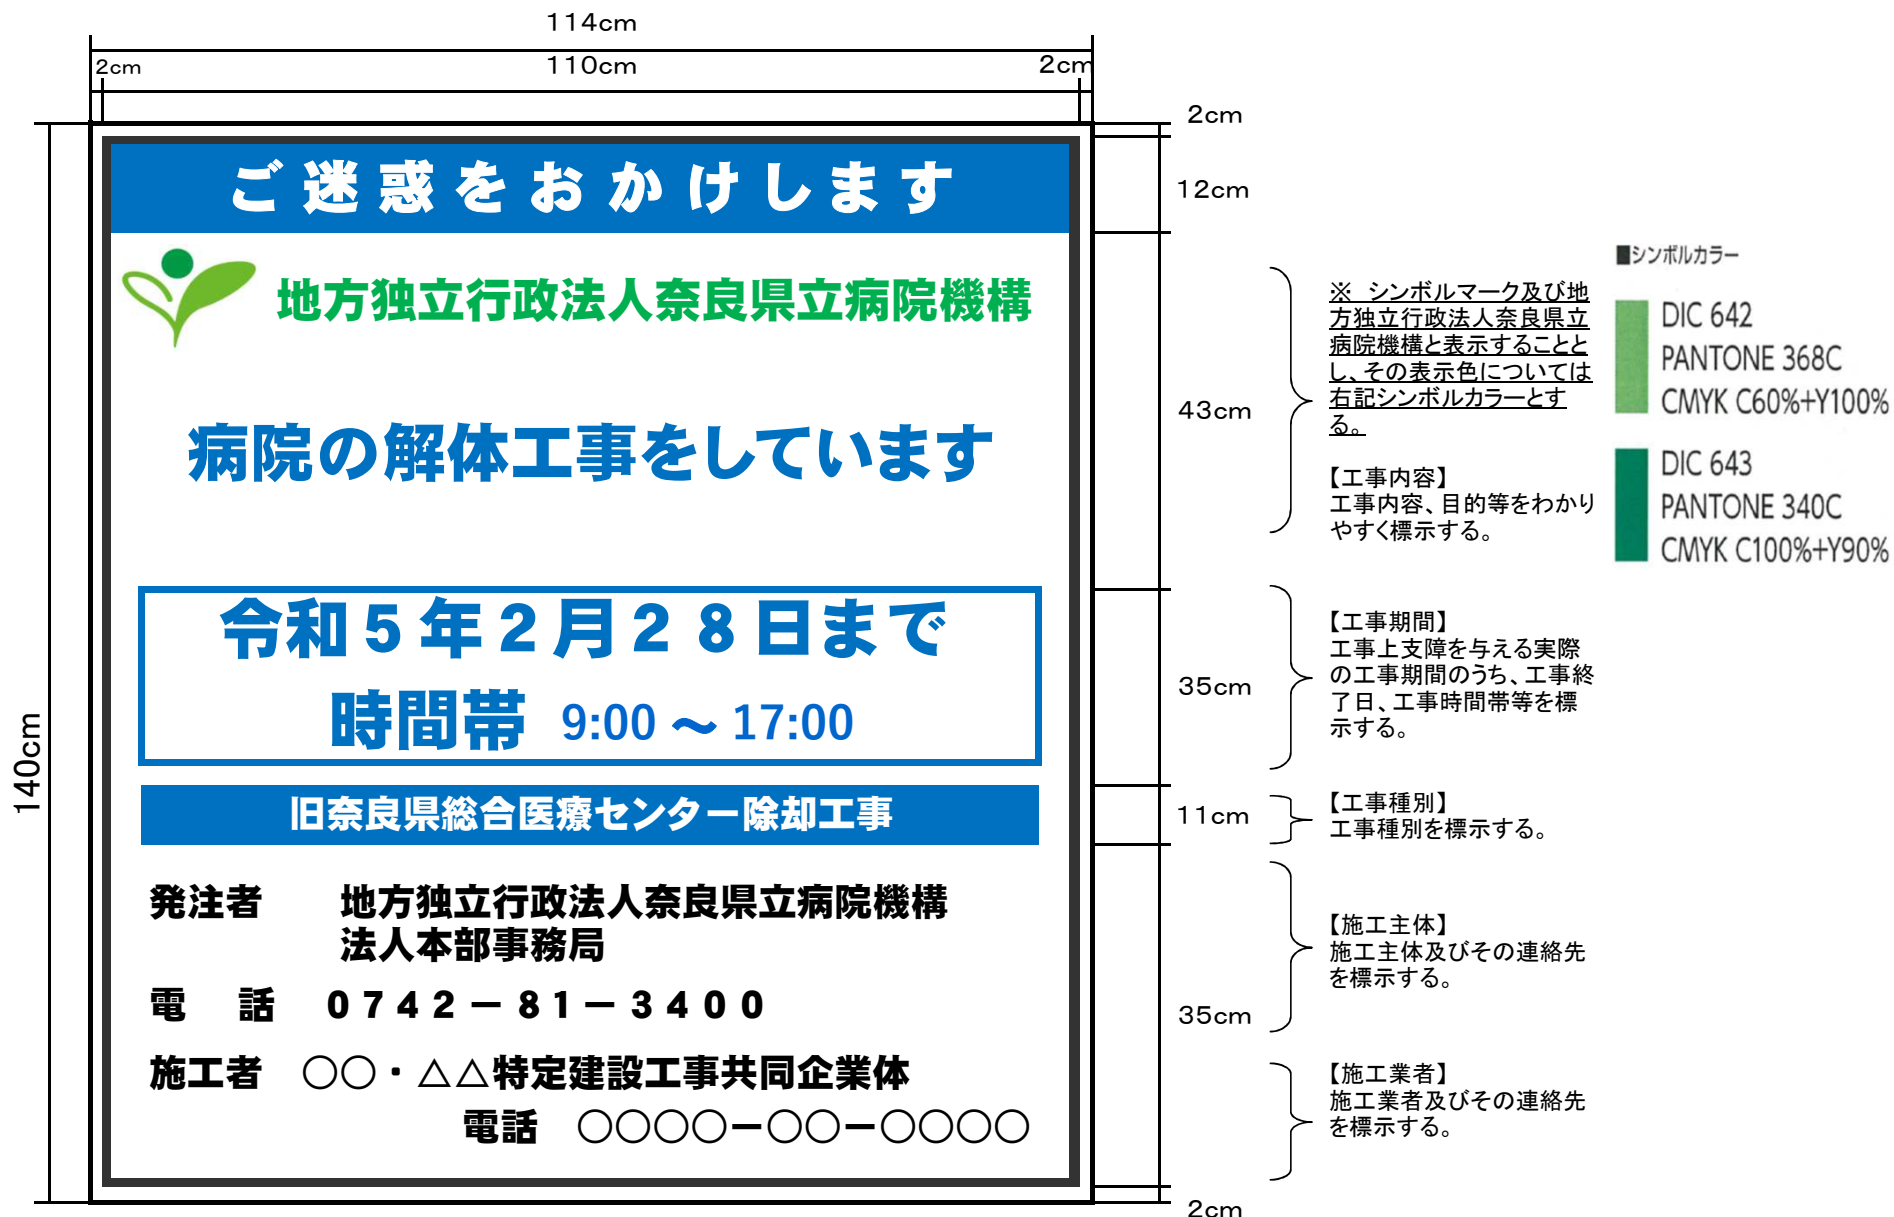 114cm
2cm 110cm 2cm
2cm
12cm
43cm
35cm
11cm
35cm
2cm
140cm
ご迷惑をおかけします
地方独立行政法人奈良県立病院機構
病院の解体工事をしています
令和５年２月２８日まで
時間帯 9:00 ～ 17:00
旧奈良県総合医療センター除却工事
発注者 地方独立行政法人奈良県立病院機構
法人本部事務局
電 話 ０７４２－８１－３４００
施工者 ○○・△△特定建設工事共同企業体
電話 ○○○○－○○－○○○○
※ シンボルマーク及び地
方独立行政法人奈良県立
病院機構と表示することと
し、その表示色については
右記シンボルカラーとす
る。
【工事内容】
工事内容、目的等をわかり
やすく標示する。
【工事期間】
工事上支障を与える実際
の工事期間のうち、工事終
了日、工事時間帯等を標
示する。
【工事種別】
工事種別を標示する。
【施工主体】
施工主体及びその連絡先
を標示する。
【施工業者】
施工業者及びその連絡先
を標示する。
■シンボルカラー
DIC 642
PANTONE 368C
CMYK C60%+Y100%
DIC 643
PANTONE 340C
CMYK C100%+Y90%